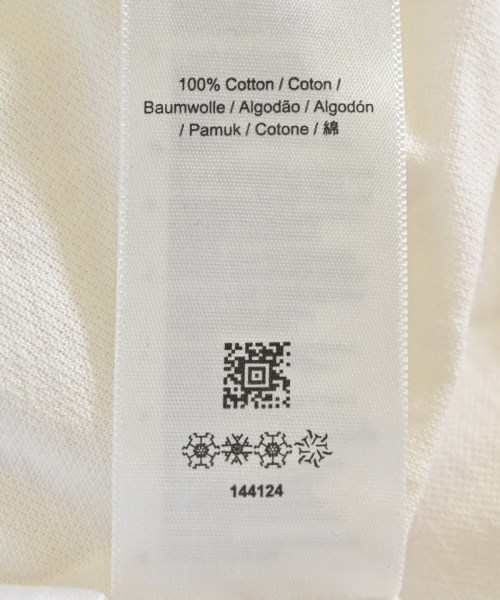 100% Cotton / Coton /
Baumwolle / Algodão / Algodón
/ Pamuk / Cotone / 綿
144124